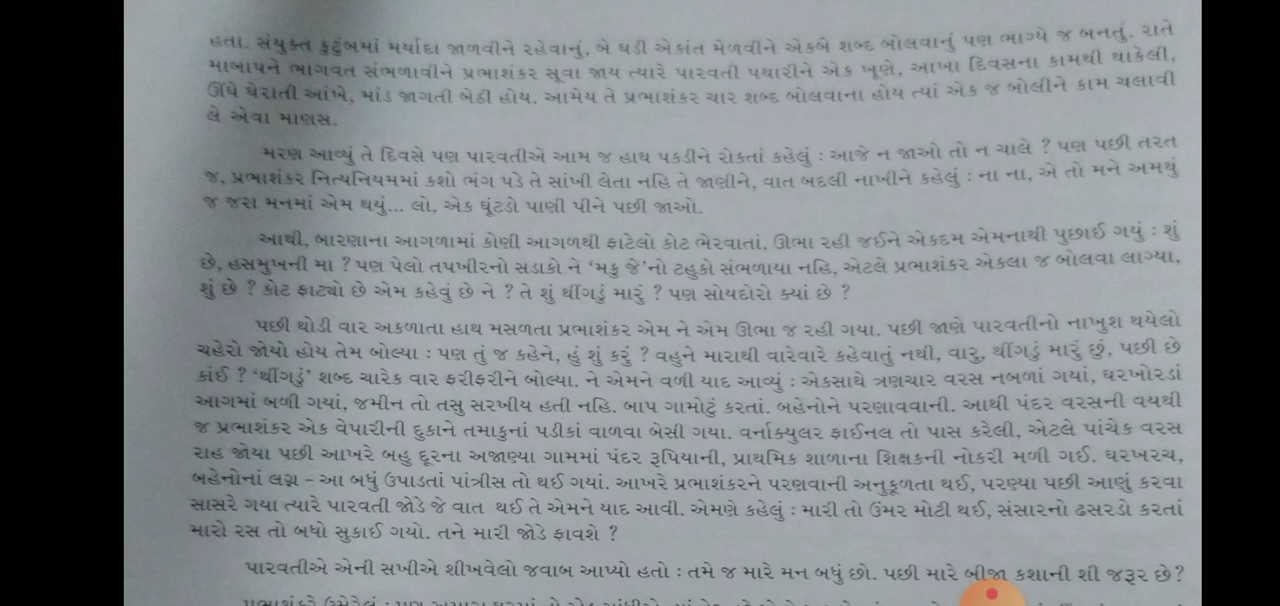 હતા. સંયુક્ત કુટુંબમાં મર્યાદા જાળવીને રહેવાનું, બે ઘડી એકાંત મેળવીને એકબે શબ્દ બોલવાનું પણ ભાગ્યે જ બનતું. રાતે
માબાપને ભાગવત સંભળાવીને પ્રભાશંકર સૂવા જાય ત્યારે પારવતી પથારીને એક ખૂણે, આખા દિવસના કામથી થાકેલી,
ઊંઘે ઘેરાતી આંખે, માંડ જાગતી બેઠી હોય. આમેય તે પ્રભાશંકર ચાર શબ્દ બોલવાના હોય ત્યાં એક જ બોલીને કામ ચલાવી
લે એવા માણસ.
મરણ આવ્યું તે દિવસે પણ પારવતીએ આમ જ હાથ પકડીને રોકતાં કહેલું : આજે ન જાઓ તો ન ચાલે ? પણ પછી તરત
જ, પ્રભાશંકર નિત્યનિયમમાં કશો ભંગ પડે તે સાંખી લેતા નહિ તે જાણીને, વાત બદલી નાખીને કહેલું : ના ના, એ તો મને અમથું
જ જરા મનમાં એમ થયું... લો, એક ઘૂંટડો પાણી પીને પછી જાઓ.
આથી, બારણાના આગળામાં કોણી આગળથી ફાટેલો કોટ ભેરવાતાં, ઊભા રહી જઈને એકદમ એમનાથી પુછાઈ ગયું : શું
છે, હસમુખની મા ? પણ પેલો તપખીરનો સડાકો ને ‘મકુ જે’નો ટહુકો સંભળાયા નહિ, એટલે પ્રભાશંકર એકલા જ બોલવા લાગ્યા,
શું છે ? કોટ ફાટ્યો છે એમ કહેવું છે ને ? તે શું થીંગડું મારું ? પણ સોયદોરો ક્યાં છે ?
પછી થોડી વાર અકળાતા હાથ મસળતા પ્રભાશંકર એમ ને એમ ઊભા જ રહી ગયા. પછી જાણે પારવતીનો નાખુશ થયેલો
ચહેરો જોયો હોય તેમ બોલ્યા : પણ તું જ કહેને, હું શું કરું ? વહુને મારાથી વારેવારે કહેવાતું નથી, વારુ, થીંગડું મારું છું, પછી છે
કાંઈ ? ‘થીંગડું’ શબ્દ ચારેક વાર ફરીફરીને બોલ્યા. ને એમને વળી યાદ આવ્યું : એકસાથે ત્રણચાર વરસ નબળાં ગયાં, ઘરખોરડાં
આગમાં બળી ગયાં, જમીન તો તસુ સરખીય હતી નહિ. બાપ ગામોટું કરતાં. બહેનોને પરણાવવાની. આથી પંદર વરસની વયથી
જ પ્રભાશંકર એક વેપારીની દુકાને તમાકુનાં પડીકાં વાળવા બેસી ગયા. વર્નાક્યુલર ફાઈનલ તો પાસ કરેલી, એટલે પાંચેક વરસ
રાહ જોયા પછી આખરે બહુ દૂરના અજાણ્યા ગામમાં પંદર રૂપિયાની, પ્રાથમિક શાળાના શિક્ષકની નોકરી મળી ગઈ. ઘરખરચ,
બહેનોનાં લગ્ન – આ બધું ઉપાડતાં પાંત્રીસ તો થઈ ગયાં. આખરે પ્રભાશંકરને પરણવાની અનુકૂળતા થઈ, પરણ્યા પછી આણું કરવા
સાસરે ગયા ત્યારે પારવતી જોડે જે વાત થઈ તે એમને યાદ આવી. એમણે કહેલું : મારી તો ઉંમર મોટી થઈ, સંસારનો ઢસરડો કરતાં
મારો રસ તો બધો સુકાઈ ગયો. તને મારી જોડે ફાવશે ?
પારવતીએ એની સખીએ શીખવેલો જવાબ આપ્યો હતો : તમે જ મારે મન બધું છો. પછી મારે બીજા કશાની શી જરૂર છે?